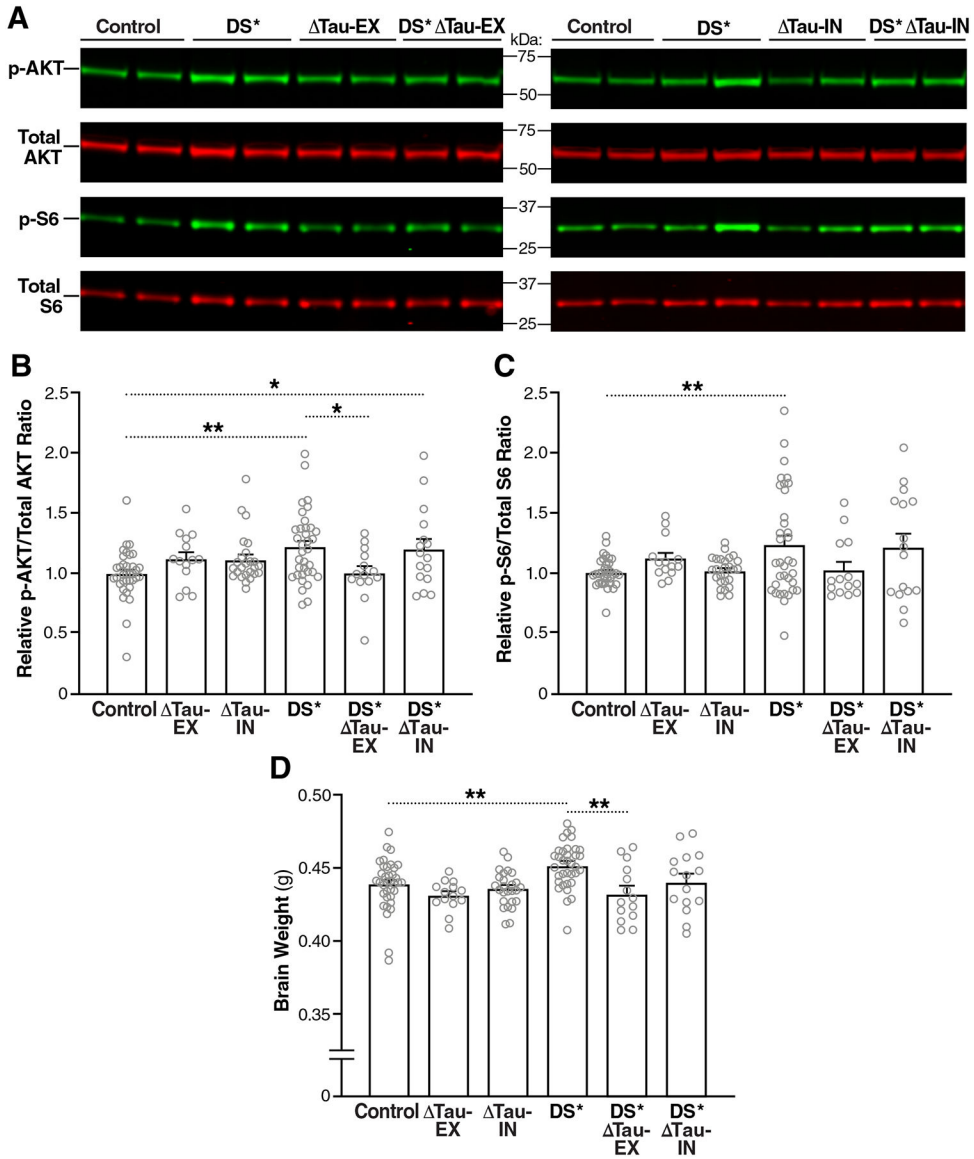 A
Control DS* ΔTau-EX DS* ΔTau-EX kDa: Control DS* ΔTau-IN DS* ΔTau-IN
p-AKT
75
50
Total
AKT
75
50
p-S6
37
25
Total
S6
37
25
B
Relative p-AKT/Total AKT Ratio
2.5
2.0
1.5
1.0
0.5
0
*
*
**
Control ΔTau-EX ΔTau-IN DS* DS* ΔTau-EX DS* ΔTau-IN
C
Relative p-S6/Total S6 Ratio
2.5
2.0
1.5
1.0
0.5
0
**
Control ΔTau-EX ΔTau-IN DS* DS* ΔTau-EX DS* ΔTau-IN
D
Brain Weight (g)
0.50
0.45
0.40
0.35
0
**
**
Control ΔTau-EX ΔTau-IN DS* DS* ΔTau-EX DS* ΔTau-IN